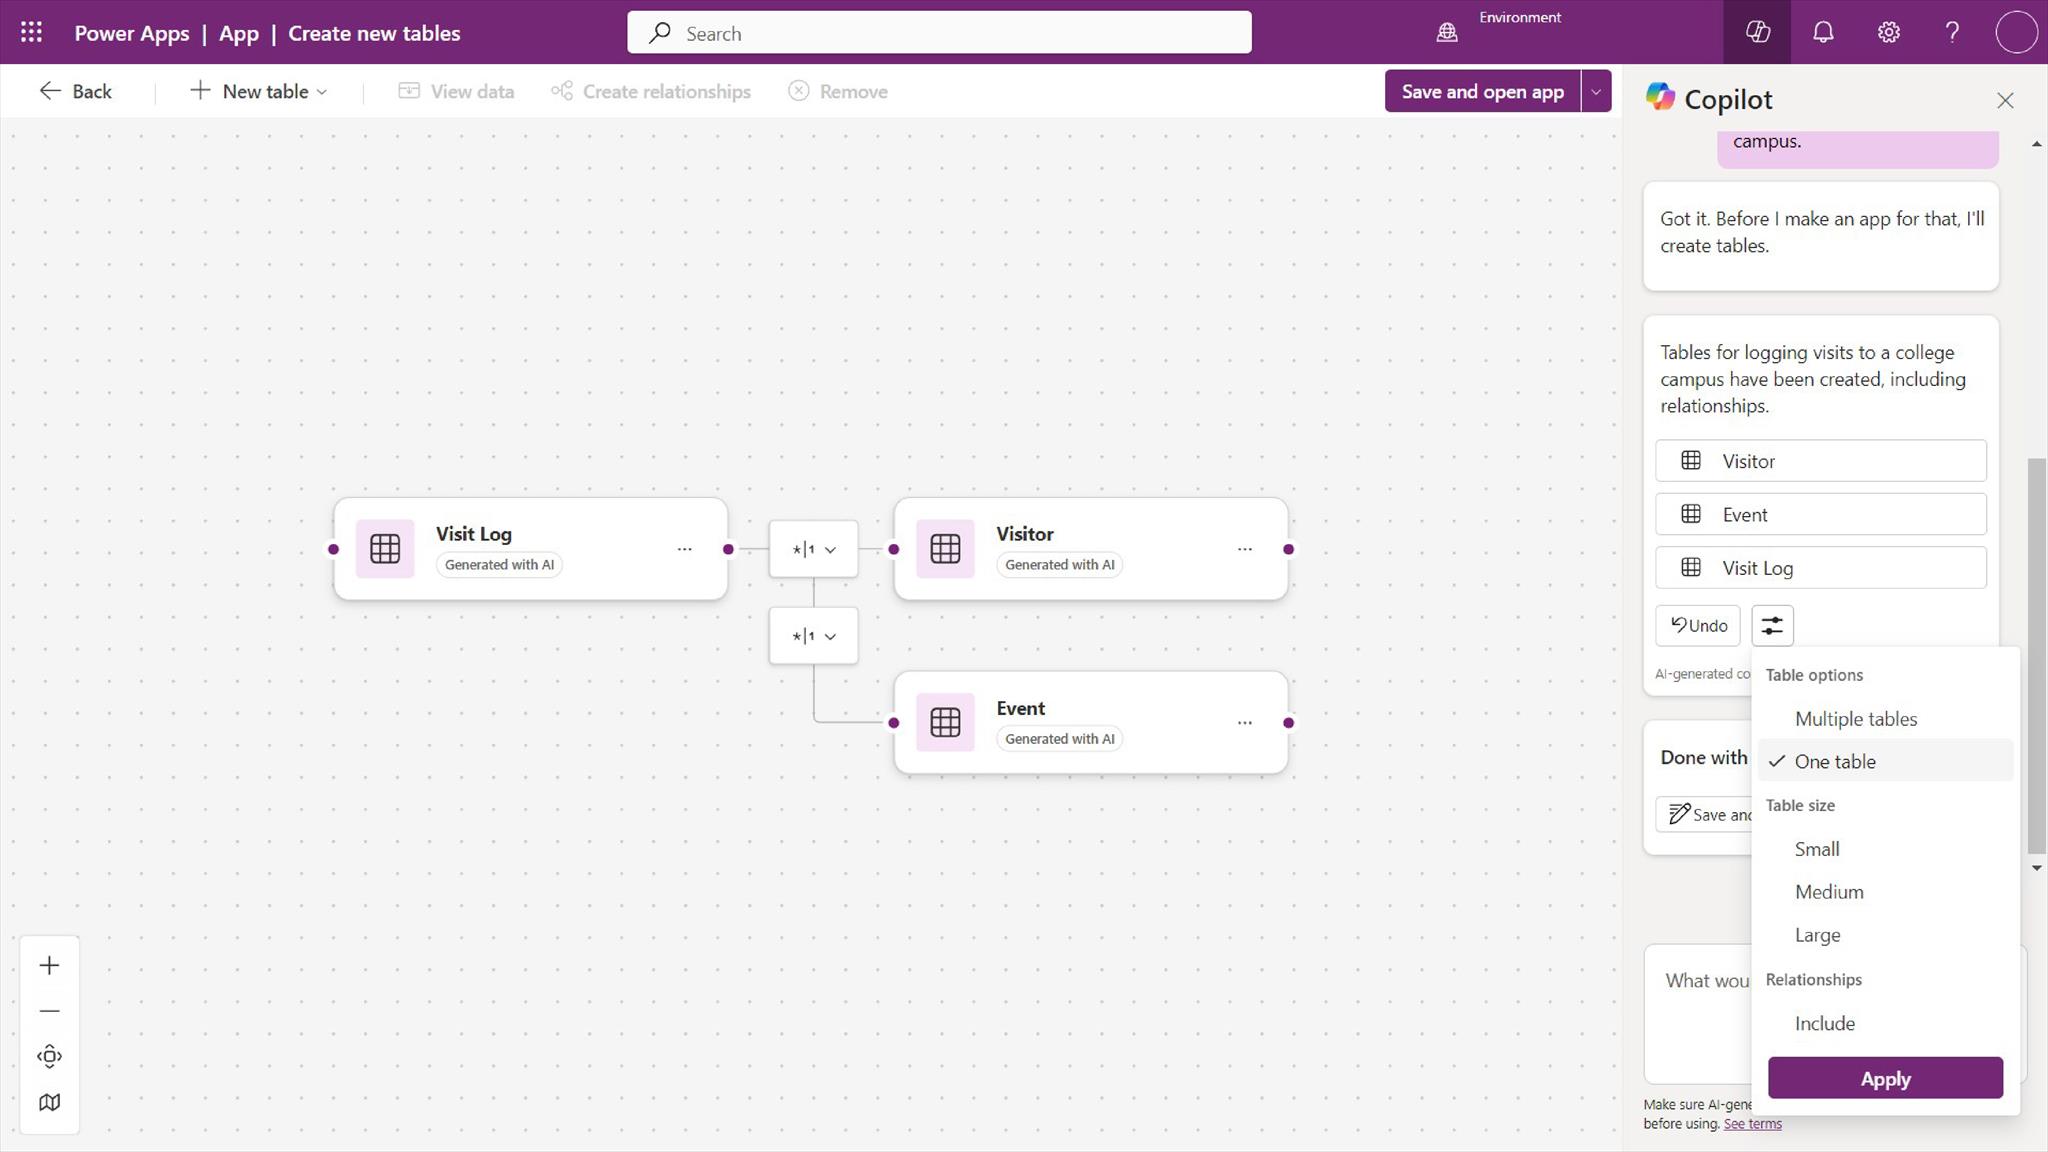 Power Apps | App | Create new tables
Search
Environment
Back
New table
View data
Create relationships
Remove
Save and open app
Copilot
campus.
Got it. Before I make an app for that, I'll
create tables.
Tables for logging visits to a college
campus have been created, including
relationships.
Visitor
Event
Visit Log
Undo
AI-generated co
Table options
Multiple tables
One table
Table size
Small
Medium
Large
Relationships
Include
Apply
Done with
Save and
What wou
Make sure AI-gene
before using. See terms
Visit Log
Generated with AI
*|1
Visitor
Generated with AI
*|1
Event
Generated with AI